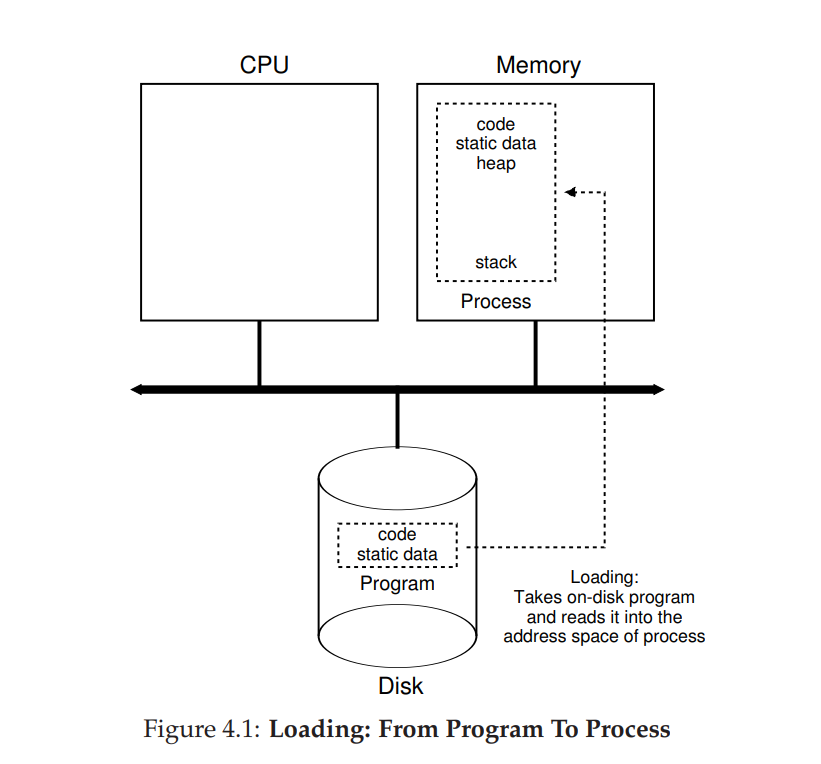 CPU
Memory
code
static data
heap
stack
Process
code
static data
Program
Loading:
Takes on-disk program
and reads it into the
address space of process
Disk
Figure 4.1: Loading: From Program To Process